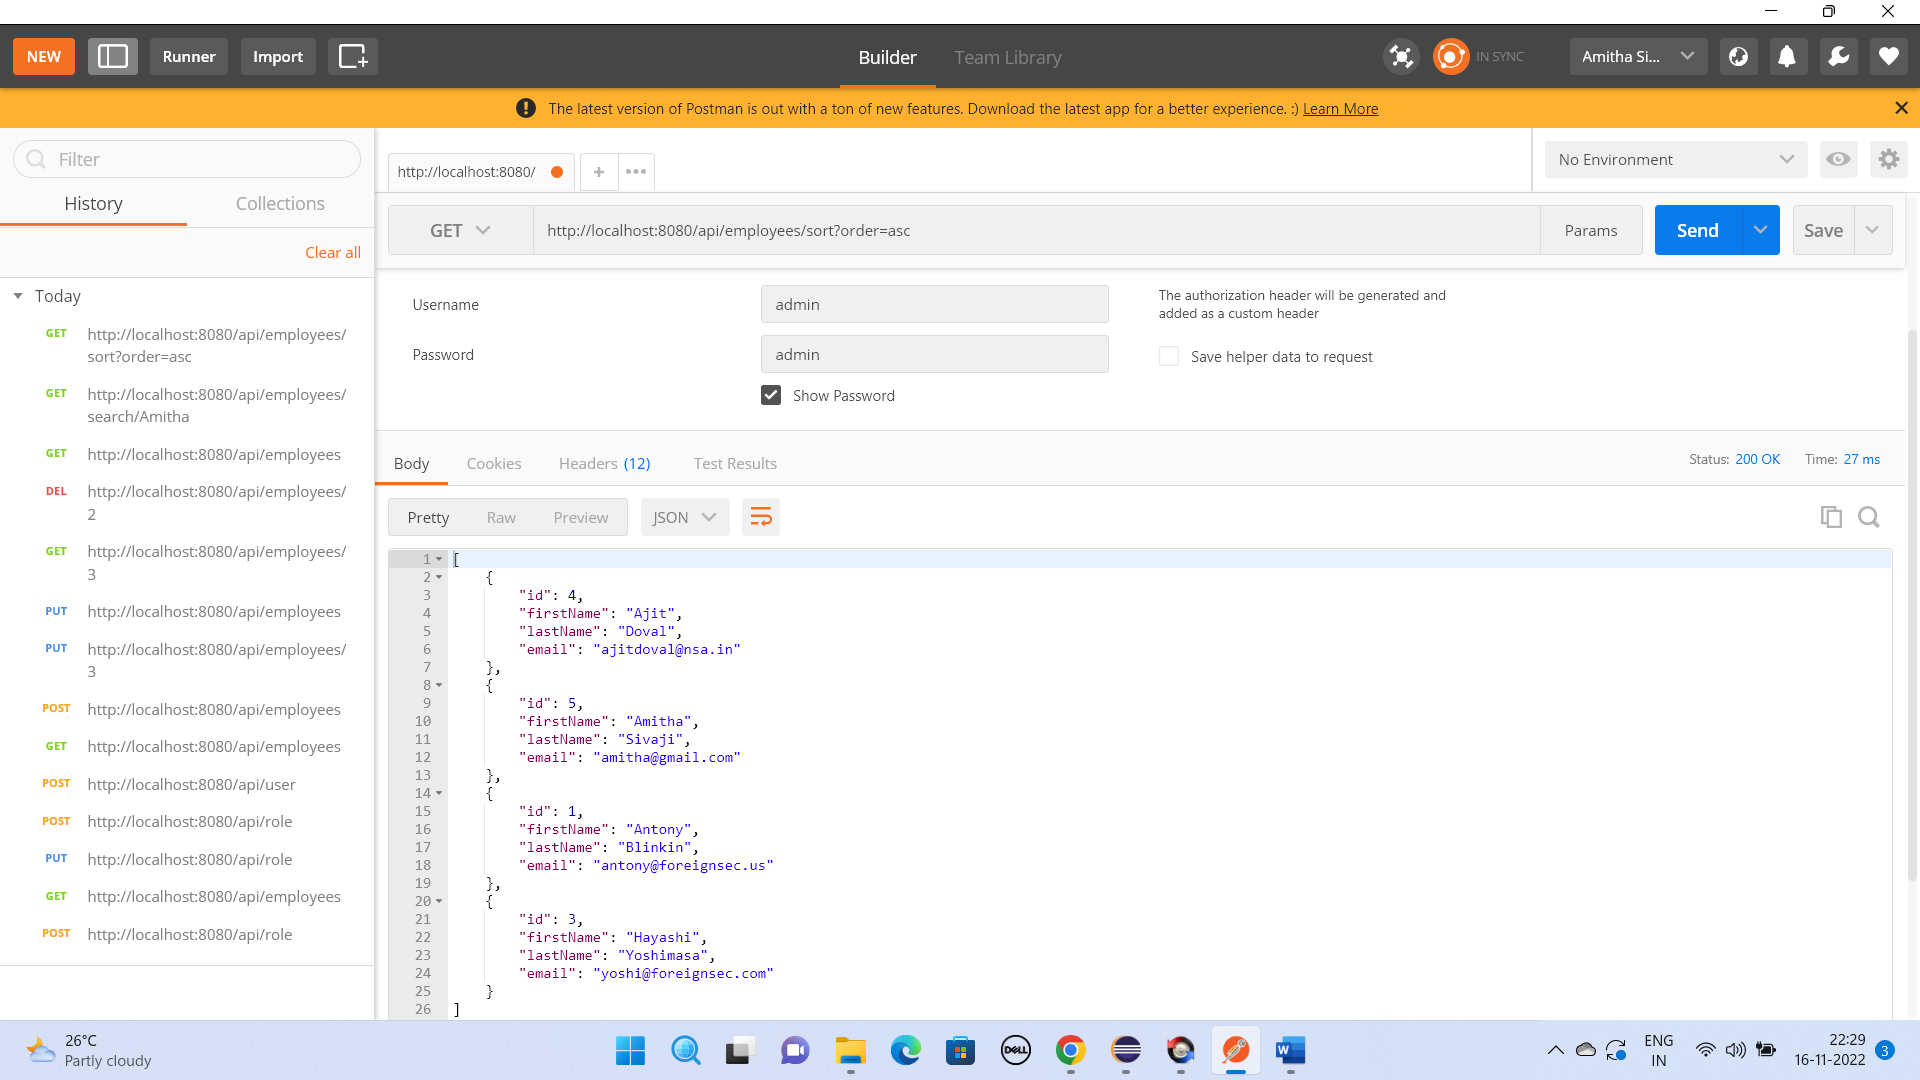 NEW
Runner
Import
Builder
Team Library
IN SYNC
Amitha Si...
The latest version of Postman is out with a ton of new features. Download the latest app for a better experience. :) Learn More
Filter
History
Collections
Clear all
Today
GET http://localhost:8080/api/employees/
sort?order=asc
GET http://localhost:8080/api/employees/
search/Amitha
GET http://localhost:8080/api/employees
DEL http://localhost:8080/api/employees/
2
GET http://localhost:8080/api/employees/
3
PUT http://localhost:8080/api/employees
PUT http://localhost:8080/api/employees/
3
POST http://localhost:8080/api/employees
GET http://localhost:8080/api/employees
POST http://localhost:8080/api/user
POST http://localhost:8080/api/role
PUT http://localhost:8080/api/role
GET http://localhost:8080/api/employees
POST http://localhost:8080/api/role
http://localhost:8080/
No Environment
GET http://localhost:8080/api/employees/sort?order=asc
Params
Send
Save
Username admin
Password admin
Show Password
The authorization header will be generated and
added as a custom header
Save helper data to request
Body Cookies Headers (12) Test Results
Status: 200 OK Time: 27 ms
Pretty Raw Preview JSON
1 [
2 {
3 "id": 4,
4 "firstName": "Ajit",
5 "lastName": "Doval",
6 "email": "ajitdoval@nsa.in"
7 },
8 {
9 "id": 5,
10 "firstName": "Amitha",
11 "lastName": "Sivaji",
12 "email": "amitha@gmail.com"
13 },
14 {
15 "id": 1,
16 "firstName": "Antony",
17 "lastName": "Blinkin",
18 "email": "antony@foreignsec.us"
19 },
20 {
21 "id": 3,
22 "firstName": "Hayashi",
23 "lastName": "Yoshimasa",
24 "email": "yoshi@foreignsec.com"
25 }
26 ]
26°C
Partly cloudy
DELL
W
ENG
IN
22:29
16-11-2022
3